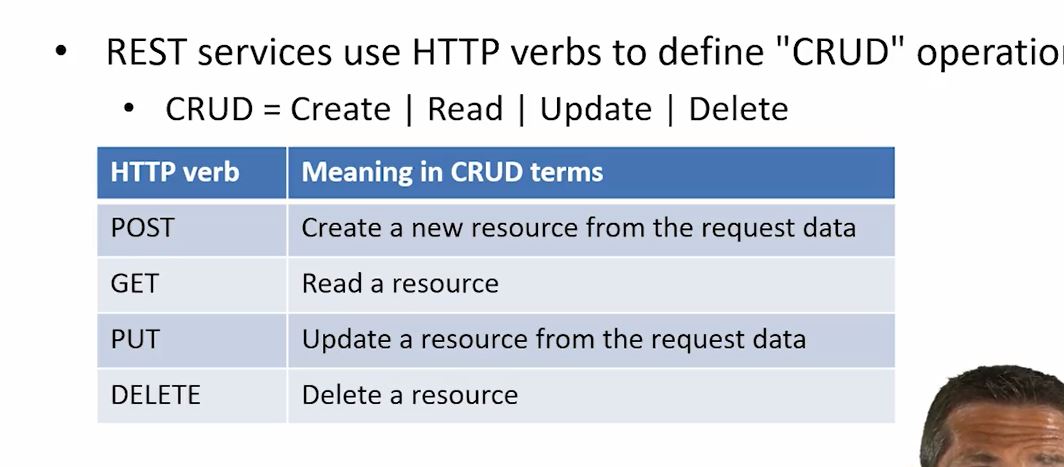 REST services use HTTP verbs to define "CRUD"
CRUD = Create | Read | Update | Delete
HTTP verb Meaning in CRUD terms
POST Create a new resource from the request data
GET Read a resource
PUT Update a resource from the request data
DELETE Delete a resource